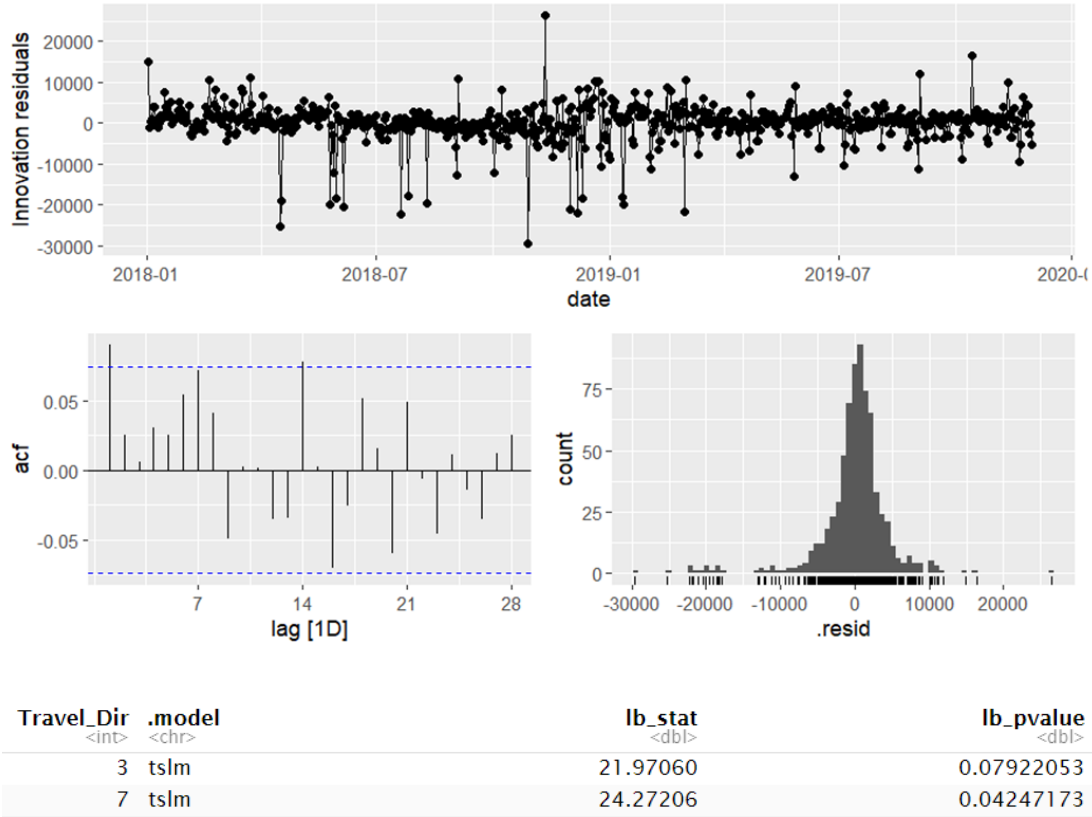 Innovation residuals
20000
10000
0
-10000
-20000
-30000
2018-01 2018-07 2019-01 2019-07 2020-0
date
acf
0.05
0.00
-0.05
7 14 21 28
lag [1D]
count
75
50
25
0
-30000 -20000 -10000 0 10000 20000
.resid
Travel_Dir .model lb_stat lb_pvalue
<int> <chr> <dbl> <dbl>
3 tslm 21.97060 0.07922053
7 tslm 24.27206 0.04247173